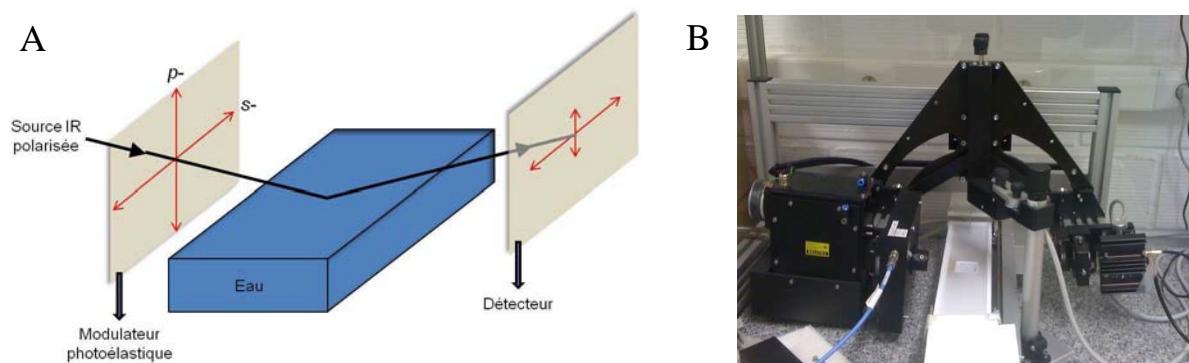 A
B
p-
s-
Source IR
polarisée
Eau
Modulateur
photoélastique
Détecteur